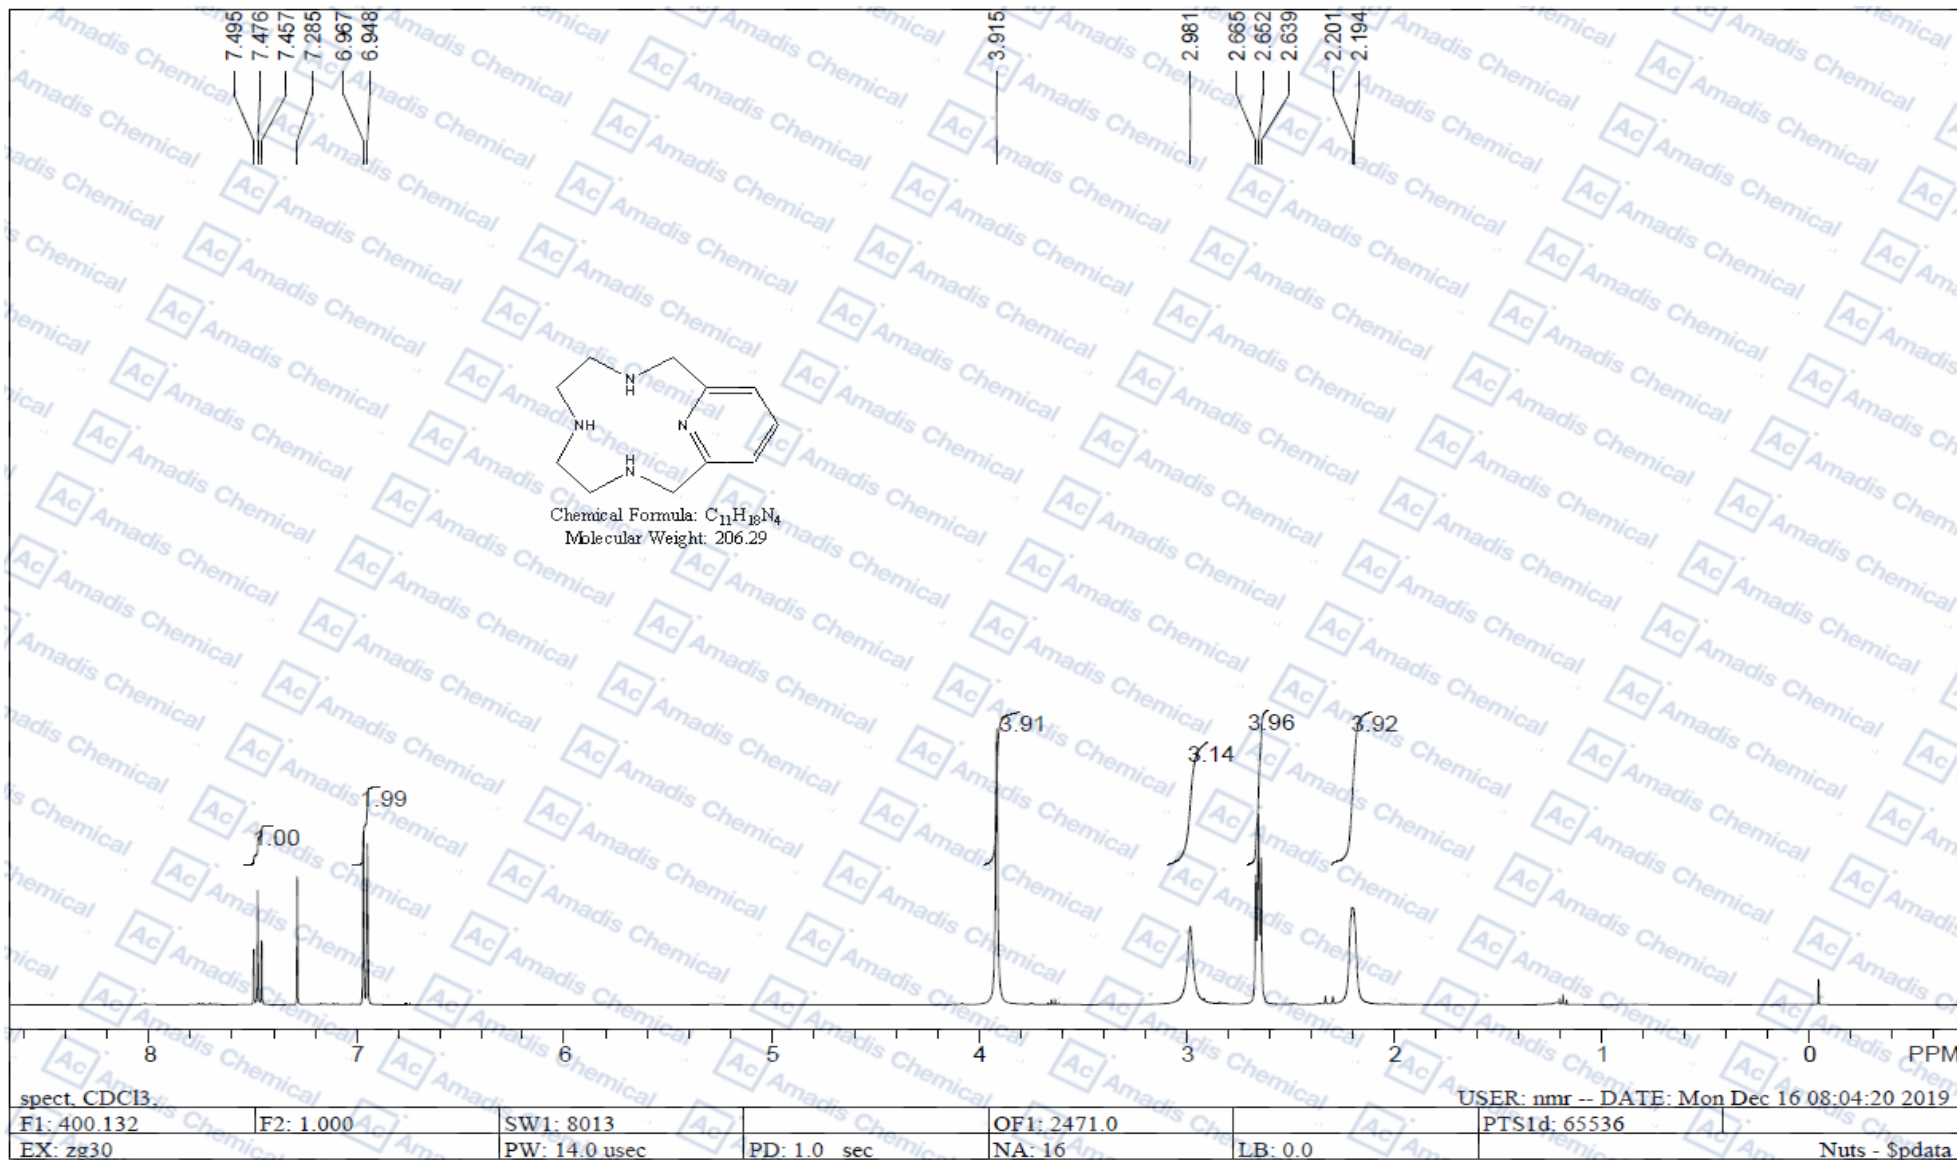 7.495
7.476
7.457
7.285
6.967
6.948
3.915
2.981
2.665
2.652
2.639
2.201
2.194
Ac Amadis Chemical
H
N
NH
N
H
N
Chemical Formula: C11H18N4
Molecular Weight: 206.29
1.00
1.99
3.91
3.14
3.96
3.92
8 7 6 5 4 3 2 1 0 PPM
spect, CDCl3, USER: nmr -- DATE: Mon Dec 16 08:04:20 2019
F1: 400.132 F2: 1.000 SW1: 8013 OF1: 2471.0 PTS1d: 65536
EX: zg30 PW: 14.0 usec PD: 1.0 sec NA: 16 LB: 0.0 Nuts - $pdata